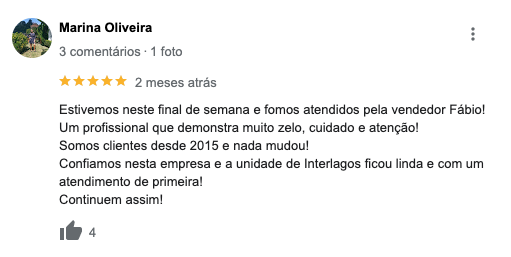 Marina Oliveira
3 comentários · 1 foto
2 meses atrás
Estivemos neste final de semana e fomos atendidos pela vendedor Fábio!
Um profissional que demonstra muito zelo, cuidado e atenção!
Somos clientes desde 2015 e nada mudou!
Confiamos nesta empresa e a unidade de Interlagos ficou linda e com um
atendimento de primeira!
Continuem assim!
4